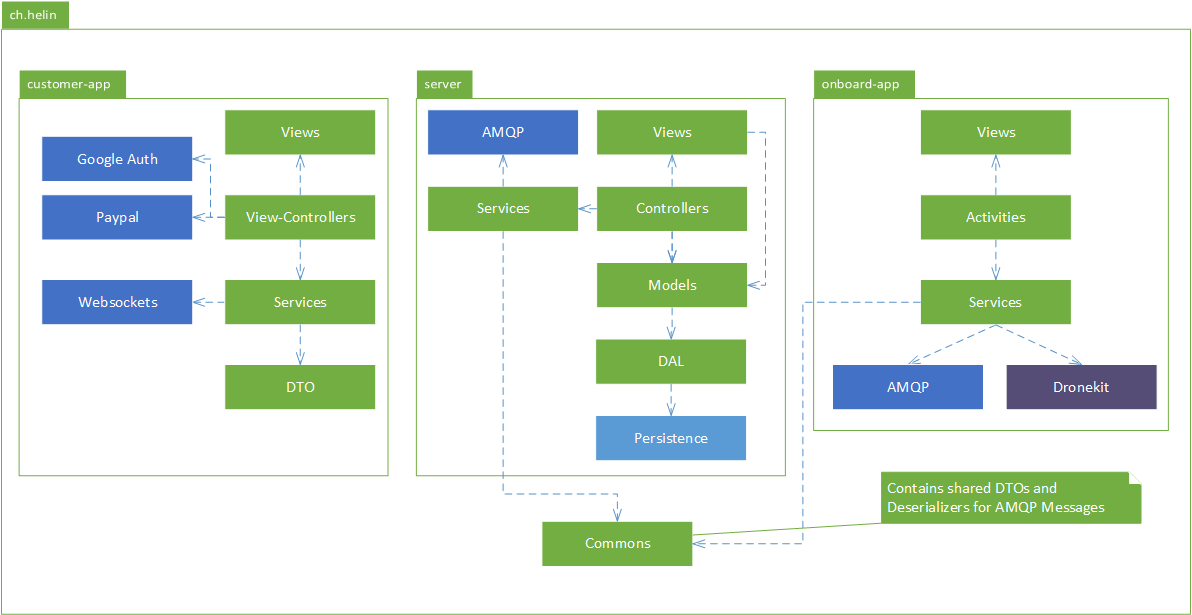 ch.helin
customer-app
Google Auth
Paypal
Websockets
Views
View-Controllers
Services
DTO
server
AMQP
Services
Views
Controllers
Models
DAL
Persistence
onboard-app
Views
Activities
Services
AMQP
Dronekit
Contains shared DTOs and
Deserializers for AMQP Messages
Commons